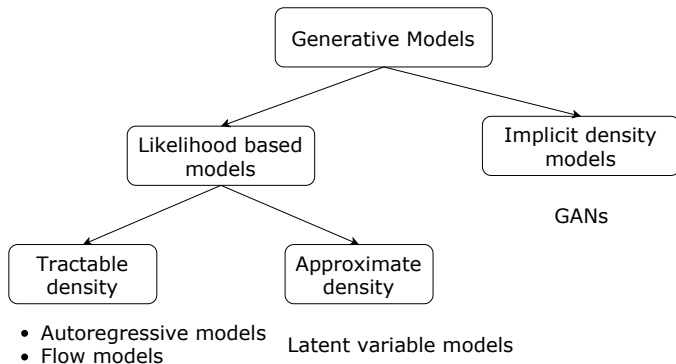 Generative Models
Likelihood based
models
Implicit density
models
GANs
Tractable
density
Approximate
density
• Autoregressive models
• Flow models
Latent variable models